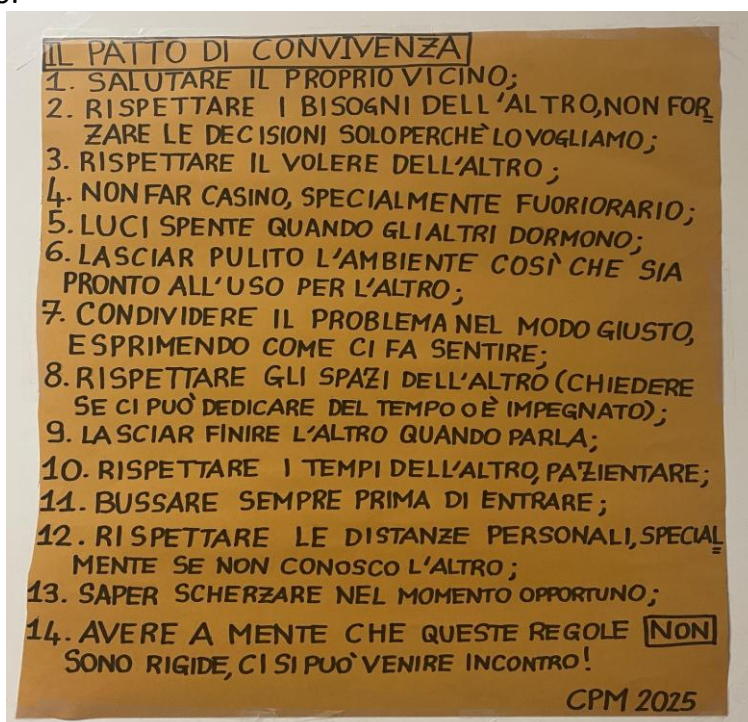 IL PATTO DI CONVIVENZA
1. SALUTARE IL PROPRIO VICINO;
2. RISPETTARE I BISOGNI DELL'ALTRO, NON FOR
ZARE LE DECISIONI SOLO PERCHÈ LO VOGLIAMO;
3. RISPETTARE IL VOLERE DELL'ALTRO;
4. NON FAR CASINO, SPECIALMENTE FUORIORARIO;
5. LUCI SPENTE QUANDO GLI ALTRI DORMONO;
6. LASCIAR PULITO L'AMBIENTE COSÌ CHE SIA
PRONTO ALL'USO PER L'ALTRO;
7. CONDIVIDERE IL PROBLEMA NEL MODO GIUSTO,
ESPRIMENDO COME CI FA SENTIRE;
8. RISPETTARE GLI SPAZI DELL'ALTRO (CHIEDERE
SE CI PUÒ DEDICARE DEL TEMPO O È IMPEGNATO);
9. LASCIAR FINIRE L'ALTRO QUANDO PARLA;
10. RISPETTARE I TEMPI DELL'ALTRO, PAZIENTARE;
11. BUSSARE SEMPRE PRIMA DI ENTRARE;
12. RISPETTARE LE DISTANZE PERSONALI, SPECIAL
MENTE SE NON CONOSCO L'ALTRO;
13. SAPER SCHERZARE NEL MOMENTO OPPORTUNO;
14. AVERE A MENTE CHE QUESTE REGOLE NON
SONO RIGIDE, CI SI PUÒ VENIRE INCONTRO!
CPM 2025